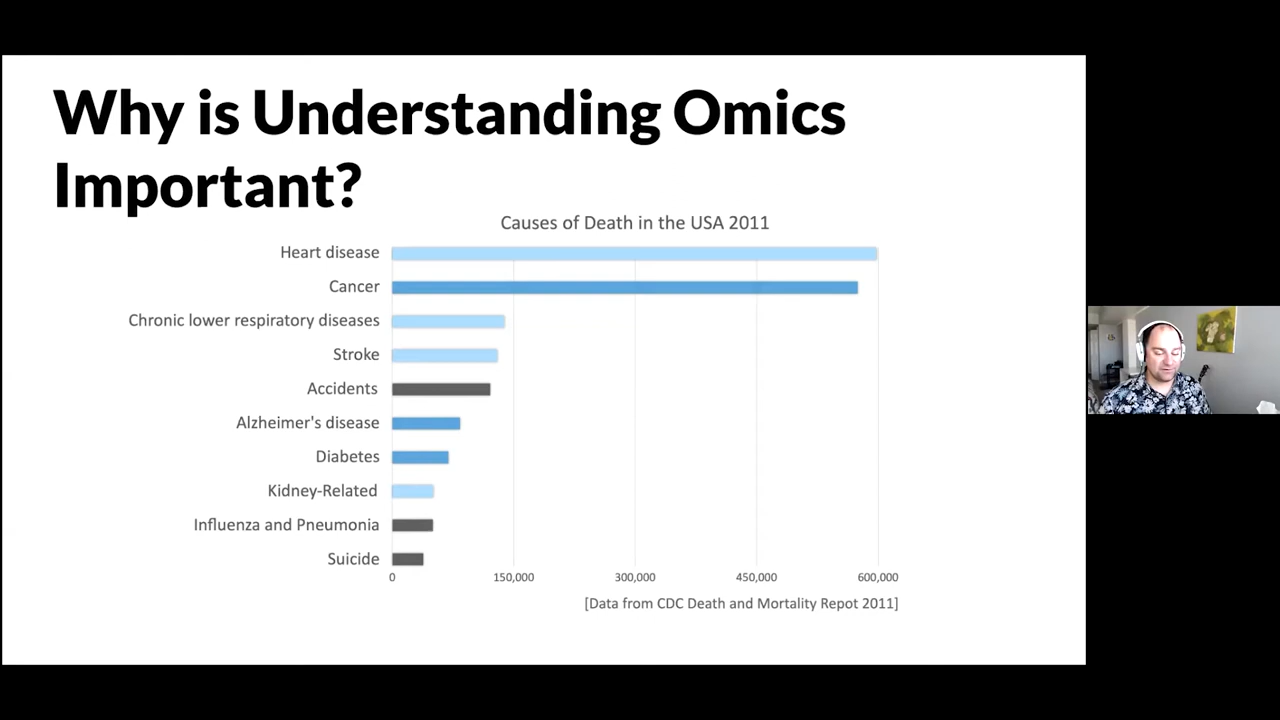 Why is Understanding Omics
Important?
Causes of Death in the USA 2011
Heart disease
Cancer
Chronic lower respiratory diseases
Stroke
Accidents
Alzheimer's disease
Diabetes
Kidney-Related
Influenza and Pneumonia
Suicide
0 150,000 300,000 450,000 600,000
[Data from CDC Death and Mortality Repot 2011]